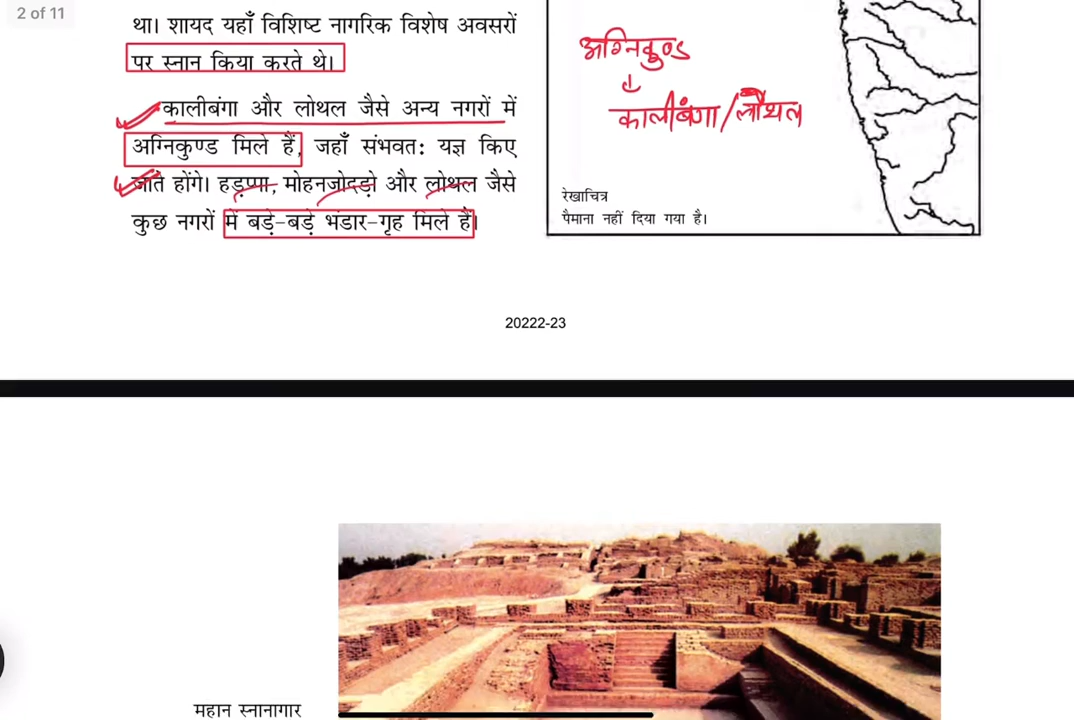 2 of 11
था। शायद यहाँ विशिष्ट नागरिक विशेष अवसरों
पर स्नान किया करते थे।
कालीबंगा और लोथल जैसे अन्य नगरों में
अग्निकुण्ड मिले हैं, जहाँ संभवत: यज्ञ किए
जाते होंगे। हड़प्पा, मोहनजोदड़ो और लोथल जैसे
कुछ नगरों में बड़े-बड़े भंडार-गृह मिले हैं।
अग्निकुण्ड
कालीबंगा/लोथल
रेखाचित्र
पैमाना नहीं दिया गया है।
20222-23
महान स्नानागार